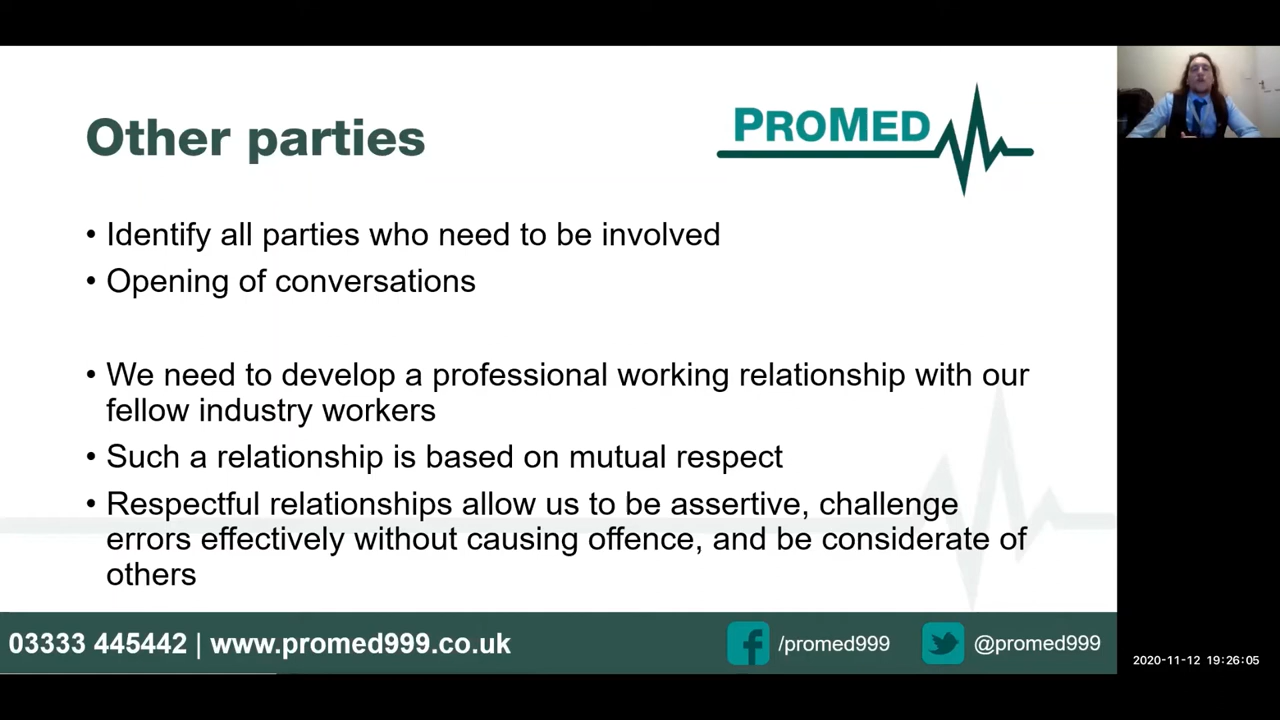 Other parties
PROMED
• Identify all parties who need to be involved
• Opening of conversations
• We need to develop a professional working relationship with our
fellow industry workers
• Such a relationship is based on mutual respect
• Respectful relationships allow us to be assertive, challenge
errors effectively without causing offence, and be considerate of
others
03333 445442 | www.promed999.co.uk
/promed999
@promed999
2020-11-12 19:26:05